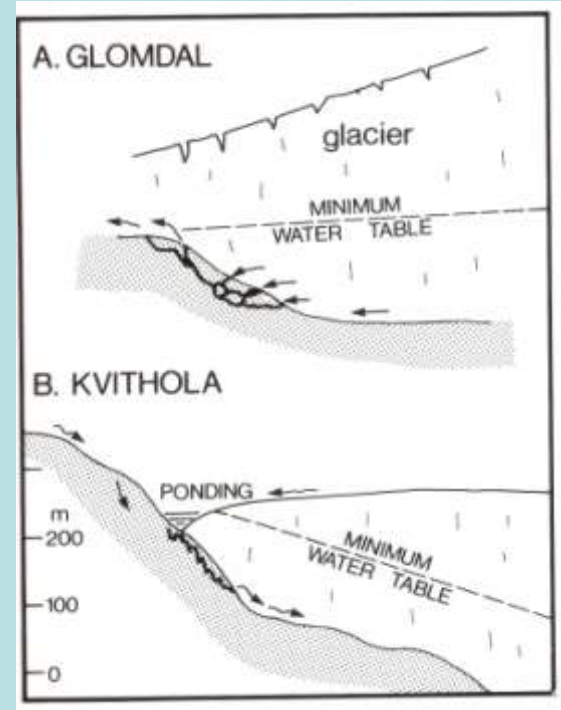 A. GLOMDAL
glacier
MINIMUM
WATER TABLE
B. KVITHOLA
PONDING
m
200
100
0
MINIMUM
WATER TABLE